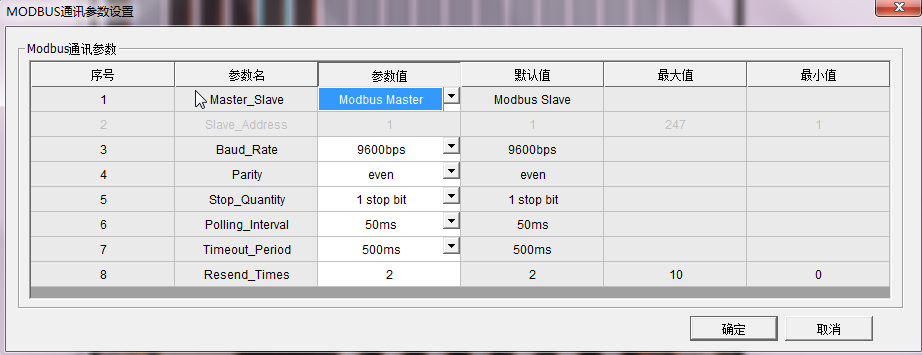 MODBUS通讯参数设置
Modbus通讯参数
序号 参数名 参数值 默认值 最大值 最小值
1 Master_Slave Modbus Master Modbus Slave
2 Slave_Address 1 1 247 1
3 Baud_Rate 9600bps 9600bps
4 Parity even even
5 Stop_Quantity 1 stop bit 1 stop bit
6 Polling_Interval 50ms 50ms
7 Timeout_Period 500ms 500ms
8 Resend_Times 2 2 10 0
确定 取消